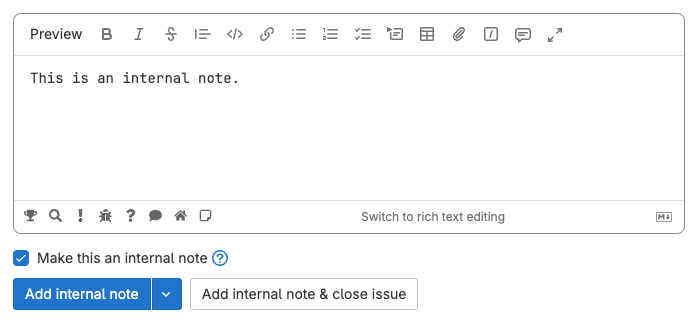 Preview
This is an internal note.
Switch to rich text editing
Make this an internal note
Add internal note
Add internal note & close issue